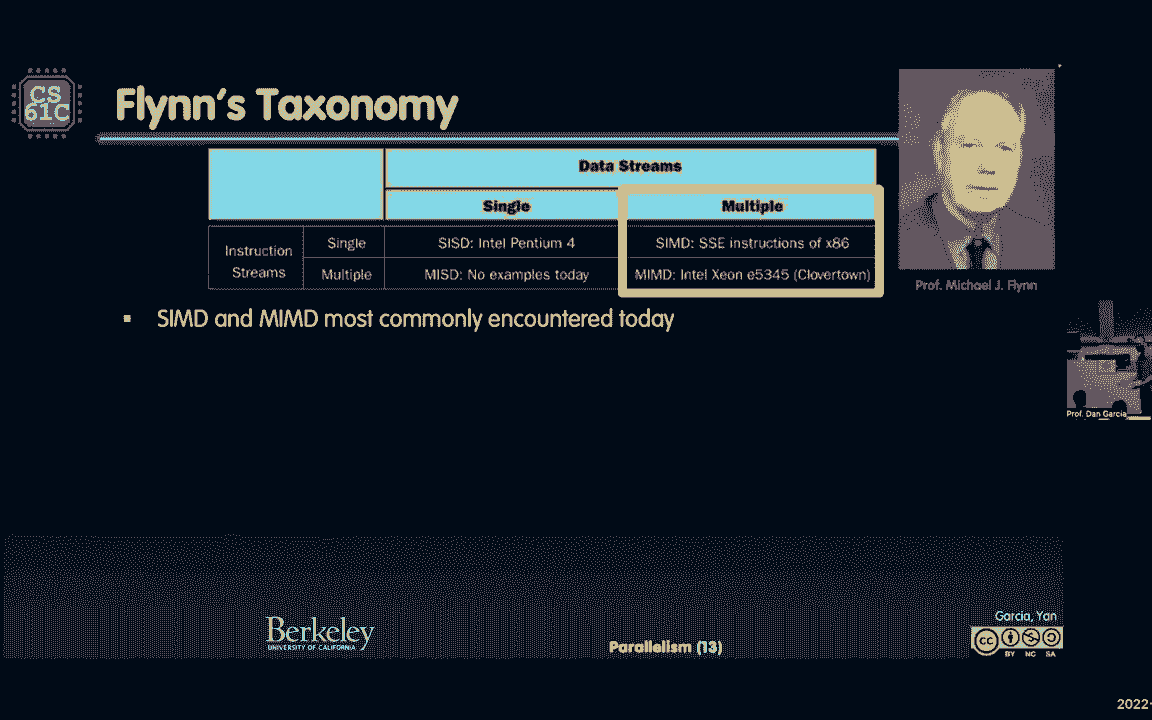 CS
61C
Flynn's Taxonomy
Data Streams
Single Multiple
Instruction Streams Single SISD: Intel Pentium 4 SIMD: SSE instructions of x86
Multiple MISD: No examples today MIMD: Intel Xeon e5345 (Clovertown)
Prof. Michael J. Flynn
▪ SIMD and MIMD most commonly encountered today
Prof. Dan Garcia
Berkeley
UNIVERSITY OF CALIFORNIA
Parallelism (13)
Garcia, Yan
cc
BY NC SA
2022-